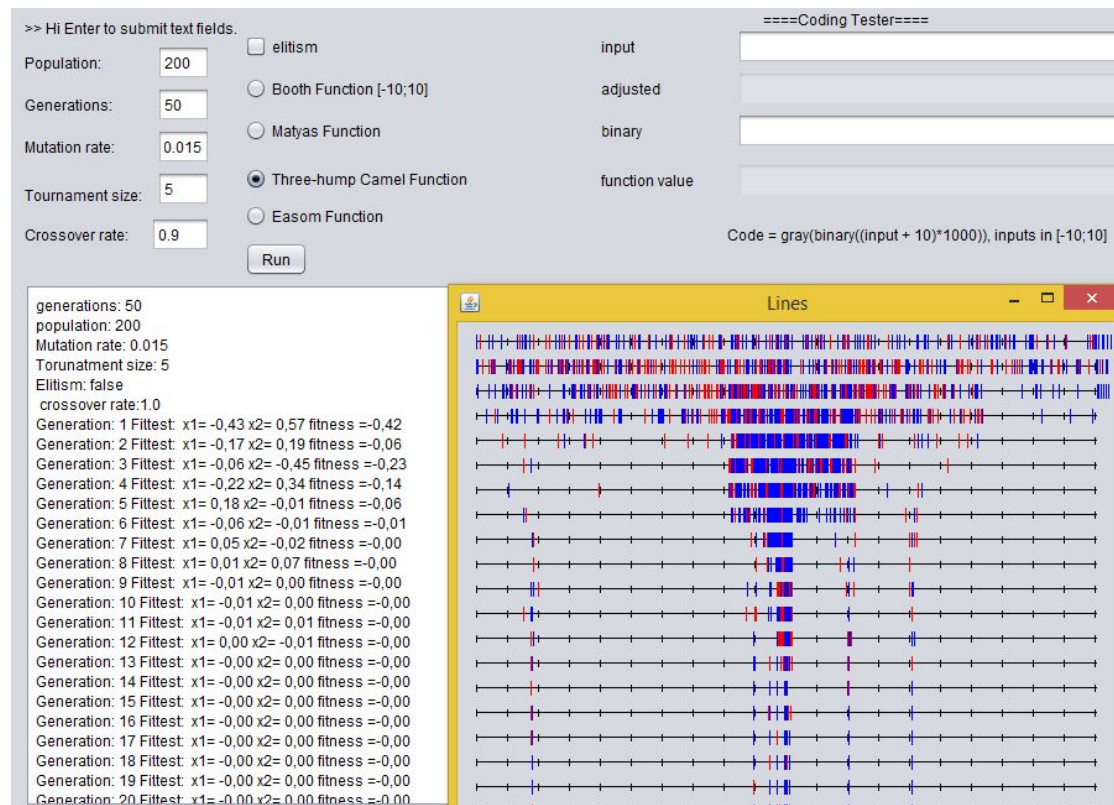 >> Hi Enter to submit text fields.
Population: 200
Generations: 50
Mutation rate: 0.015
Tournament size: 5
Crossover rate: 0.9
elitism
Booth Function [-10;10]
Matyas Function
Three-hump Camel Function
Easom Function
Run
====Coding Tester====
input
adjusted
binary
function value
Code = gray(binary((input + 10)*1000)), inputs in [-10;10]
generations: 50
population: 200
Mutation rate: 0.015
Torunatment size: 5
Elitism: false
crossover rate:1.0
Generation: 1 Fittest: x1= -0,43 x2= 0,57 fitness =-0,42
Generation: 2 Fittest: x1= -0,17 x2= 0,19 fitness =-0,06
Generation: 3 Fittest: x1= -0,06 x2= -0,45 fitness =-0,23
Generation: 4 Fittest: x1= -0,22 x2= 0,34 fitness =-0,14
Generation: 5 Fittest: x1= 0,18 x2= -0,01 fitness =-0,06
Generation: 6 Fittest: x1= -0,06 x2= -0,01 fitness =-0,01
Generation: 7 Fittest: x1= 0,05 x2= -0,02 fitness =-0,00
Generation: 8 Fittest: x1= 0,01 x2= 0,07 fitness =-0,00
Generation: 9 Fittest: x1= -0,01 x2= 0,00 fitness =-0,00
Generation: 10 Fittest: x1= -0,01 x2= 0,00 fitness =-0,00
Generation: 11 Fittest: x1= -0,01 x2= 0,01 fitness =-0,00
Generation: 12 Fittest: x1= 0,00 x2= -0,01 fitness =-0,00
Generation: 13 Fittest: x1= -0,00 x2= 0,00 fitness =-0,00
Generation: 14 Fittest: x1= -0,00 x2= 0,00 fitness =-0,00
Generation: 15 Fittest: x1= -0,00 x2= 0,00 fitness =-0,00
Generation: 16 Fittest: x1= -0,00 x2= 0,00 fitness =-0,00
Generation: 17 Fittest: x1= -0,00 x2= 0,00 fitness =-0,00
Generation: 18 Fittest: x1= -0,00 x2= 0,00 fitness =-0,00
Generation: 19 Fittest: x1= -0,00 x2= 0,00 fitness =-0,00
Generation: 20 Fittest: x1= -0,00 x2= 0,00 fitness =-0,00
Lines